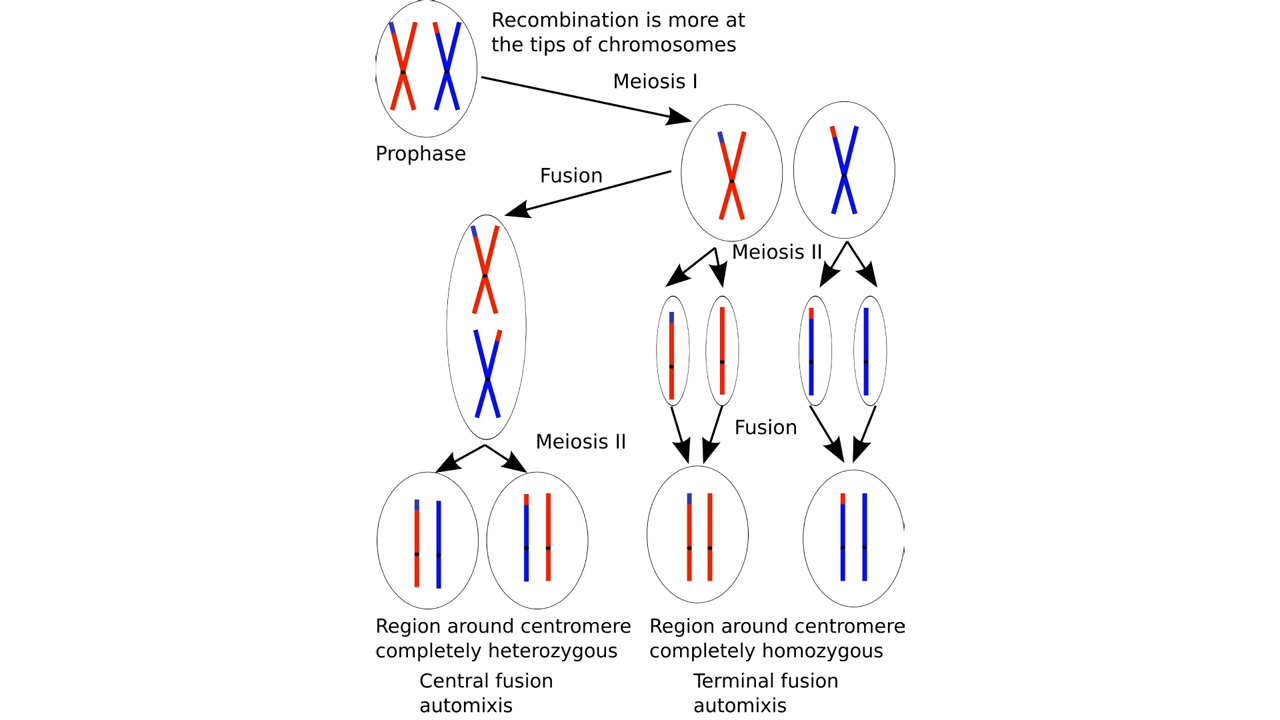 Recombination is more at
the tips of chromosomes
Meiosis I
Prophase
Fusion
Meiosis II
Fusion
Meiosis II
Region around centromere
completely heterozygous
Central fusion
automixis
Region around centromere
completely homozygous
Terminal fusion
automixis